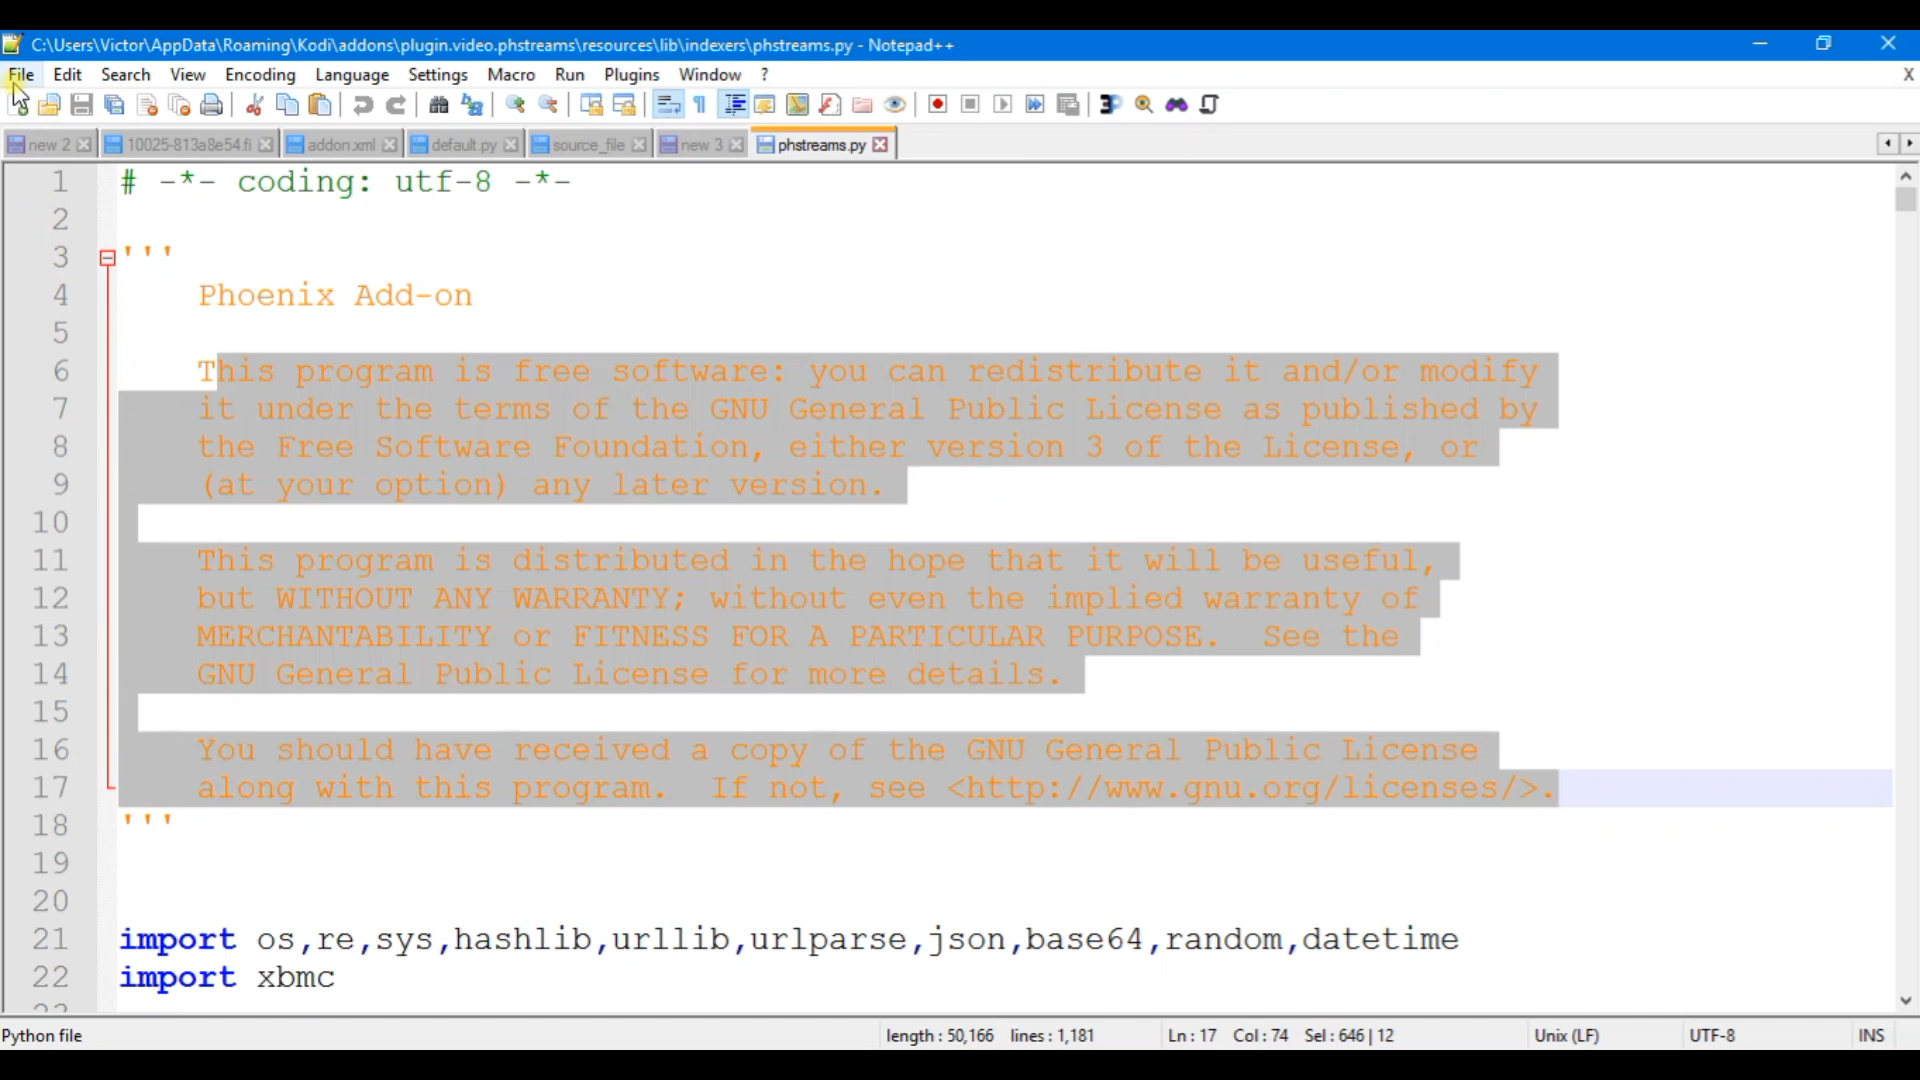 C:\Users\Victor\AppData\Roaming\Kodi\addons\plugin.video.phstreams\resources\lib\indexers\phstreams.py - Notepad++
File Edit Search View Encoding Language Settings Macro Run Plugins Window ? X
new 2 10025-813a8e54.fi addon.xml default.py source_file new 3 phstreams.py
1 # -*- coding: utf-8 -*-
2
3 '''
4 Phoenix Add-on
5
6 This program is free software: you can redistribute it and/or modify
7 it under the terms of the GNU General Public License as published by
8 the Free Software Foundation, either version 3 of the License, or
9 (at your option) any later version.
10
11 This program is distributed in the hope that it will be useful,
12 but WITHOUT ANY WARRANTY; without even the implied warranty of
13 MERCHANTABILITY or FITNESS FOR A PARTICULAR PURPOSE.  See the
14 GNU General Public License for more details.
15
16 You should have received a copy of the GNU General Public License
17 along with this program.  If not, see <http://www.gnu.org/licenses/>.
18 '''
19
20
21 import os,re,sys,hashlib,urllib,urlparse,json,base64,random,datetime
22 import xbmc
Python file length : 50,166 lines : 1,181 Ln : 17 Col : 74 Sel : 646 | 12 Unix (LF) UTF-8 INS